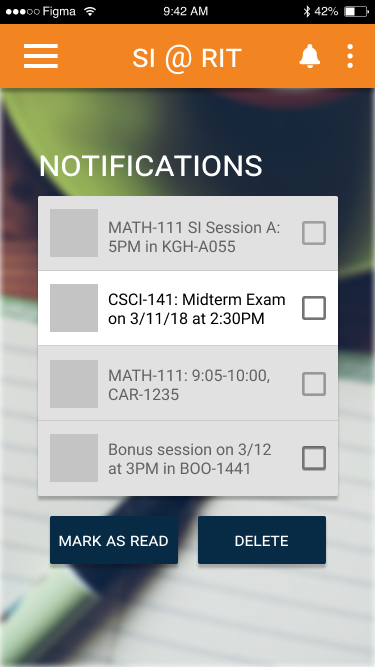 Figma 9:42 AM 42%
SI @ RIT
NOTIFICATIONS
MATH-111 SI Session A:
5PM in KGH-A055
CSCI-141: Midterm Exam
on 3/11/18 at 2:30PM
MATH-111: 9:05-10:00,
CAR-1235
Bonus session on 3/12
at 3PM in BOO-1441
MARK AS READ DELETE